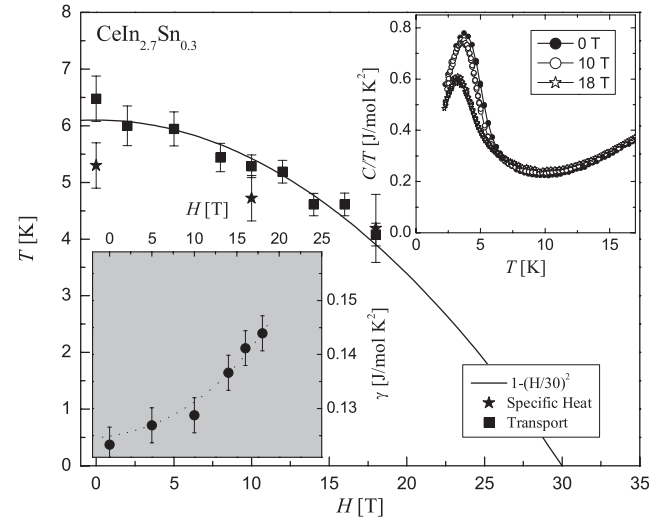 CeIn2.7Sn0.3
T [K]
8
7
6
5
4
3
2
1
0
0
5
10
15
20
25
30
35
H [T]
1-(H/30)²
Specific Heat
Transport
C/T [J/mol K²]
0.8
0.6
0.4
0.2
0.0
0
5
10
15
T [K]
0 T
10 T
18 T
H [T]
0
5
10
15
20
25
0.15
0.14
0.13
γ [J/mol K²]